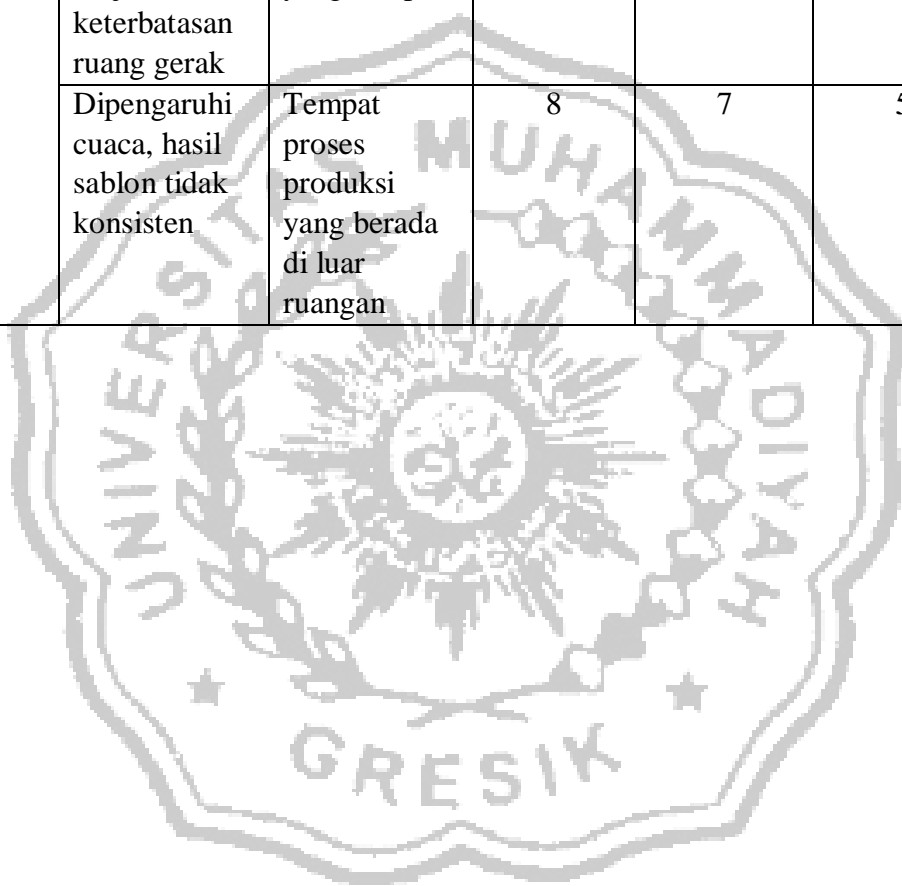 keterbatasan
ruang gerak
Dipengaruhi
cuaca, hasil
sablon tidak
konsisten
Tempat
proses
produksi
yang berada
di luar
ruangan
8
7
UNIVERSITAS MUHAMMADIYAH
GRESIK